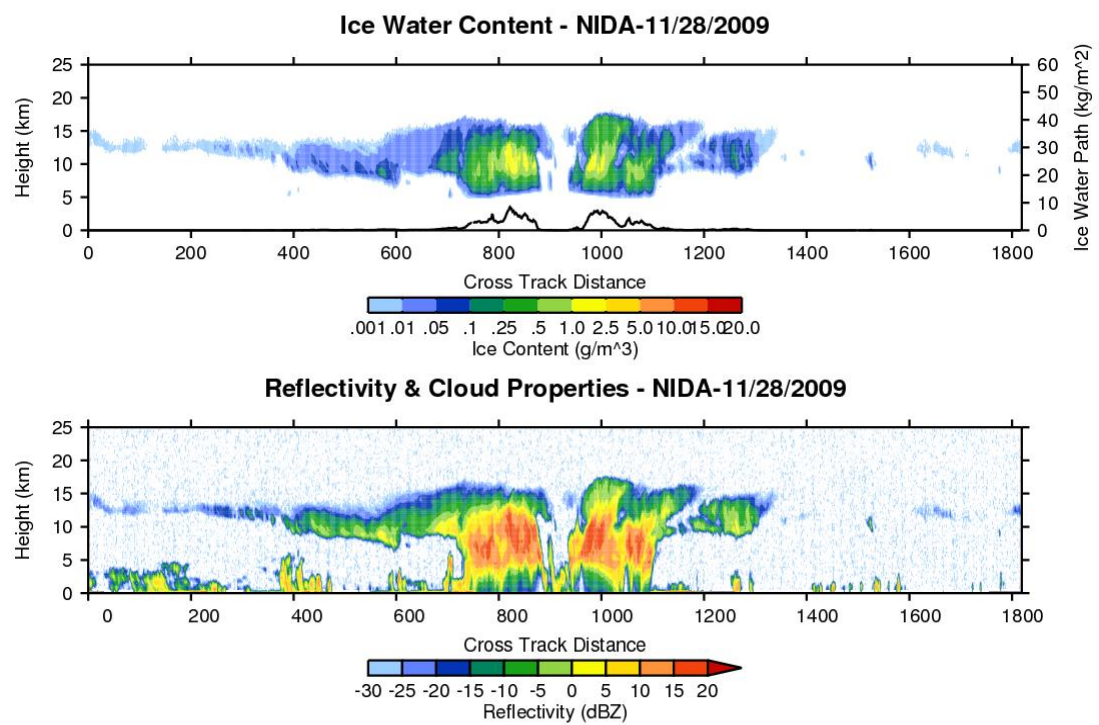 Ice Water Content - NIDA-11/28/2009
25
20
15
10
5
0
Height (km)
60
50
40
30
20
10
0
Ice Water Path (kg/m^2)
0 200 400 600 800 1000 1200 1400 1600 1800
Cross Track Distance
.001 .01 .05 .1 .25 .5 1.0 2.5 5.0 10.0 15.0 20.0
Ice Content (g/m^3)
Reflectivity & Cloud Properties - NIDA-11/28/2009
25
20
15
10
5
0
Height (km)
0 200 400 600 800 1000 1200 1400 1600 1800
Cross Track Distance
-30 -25 -20 -15 -10 -5 0 5 10 15 20
Reflectivity (dBZ)